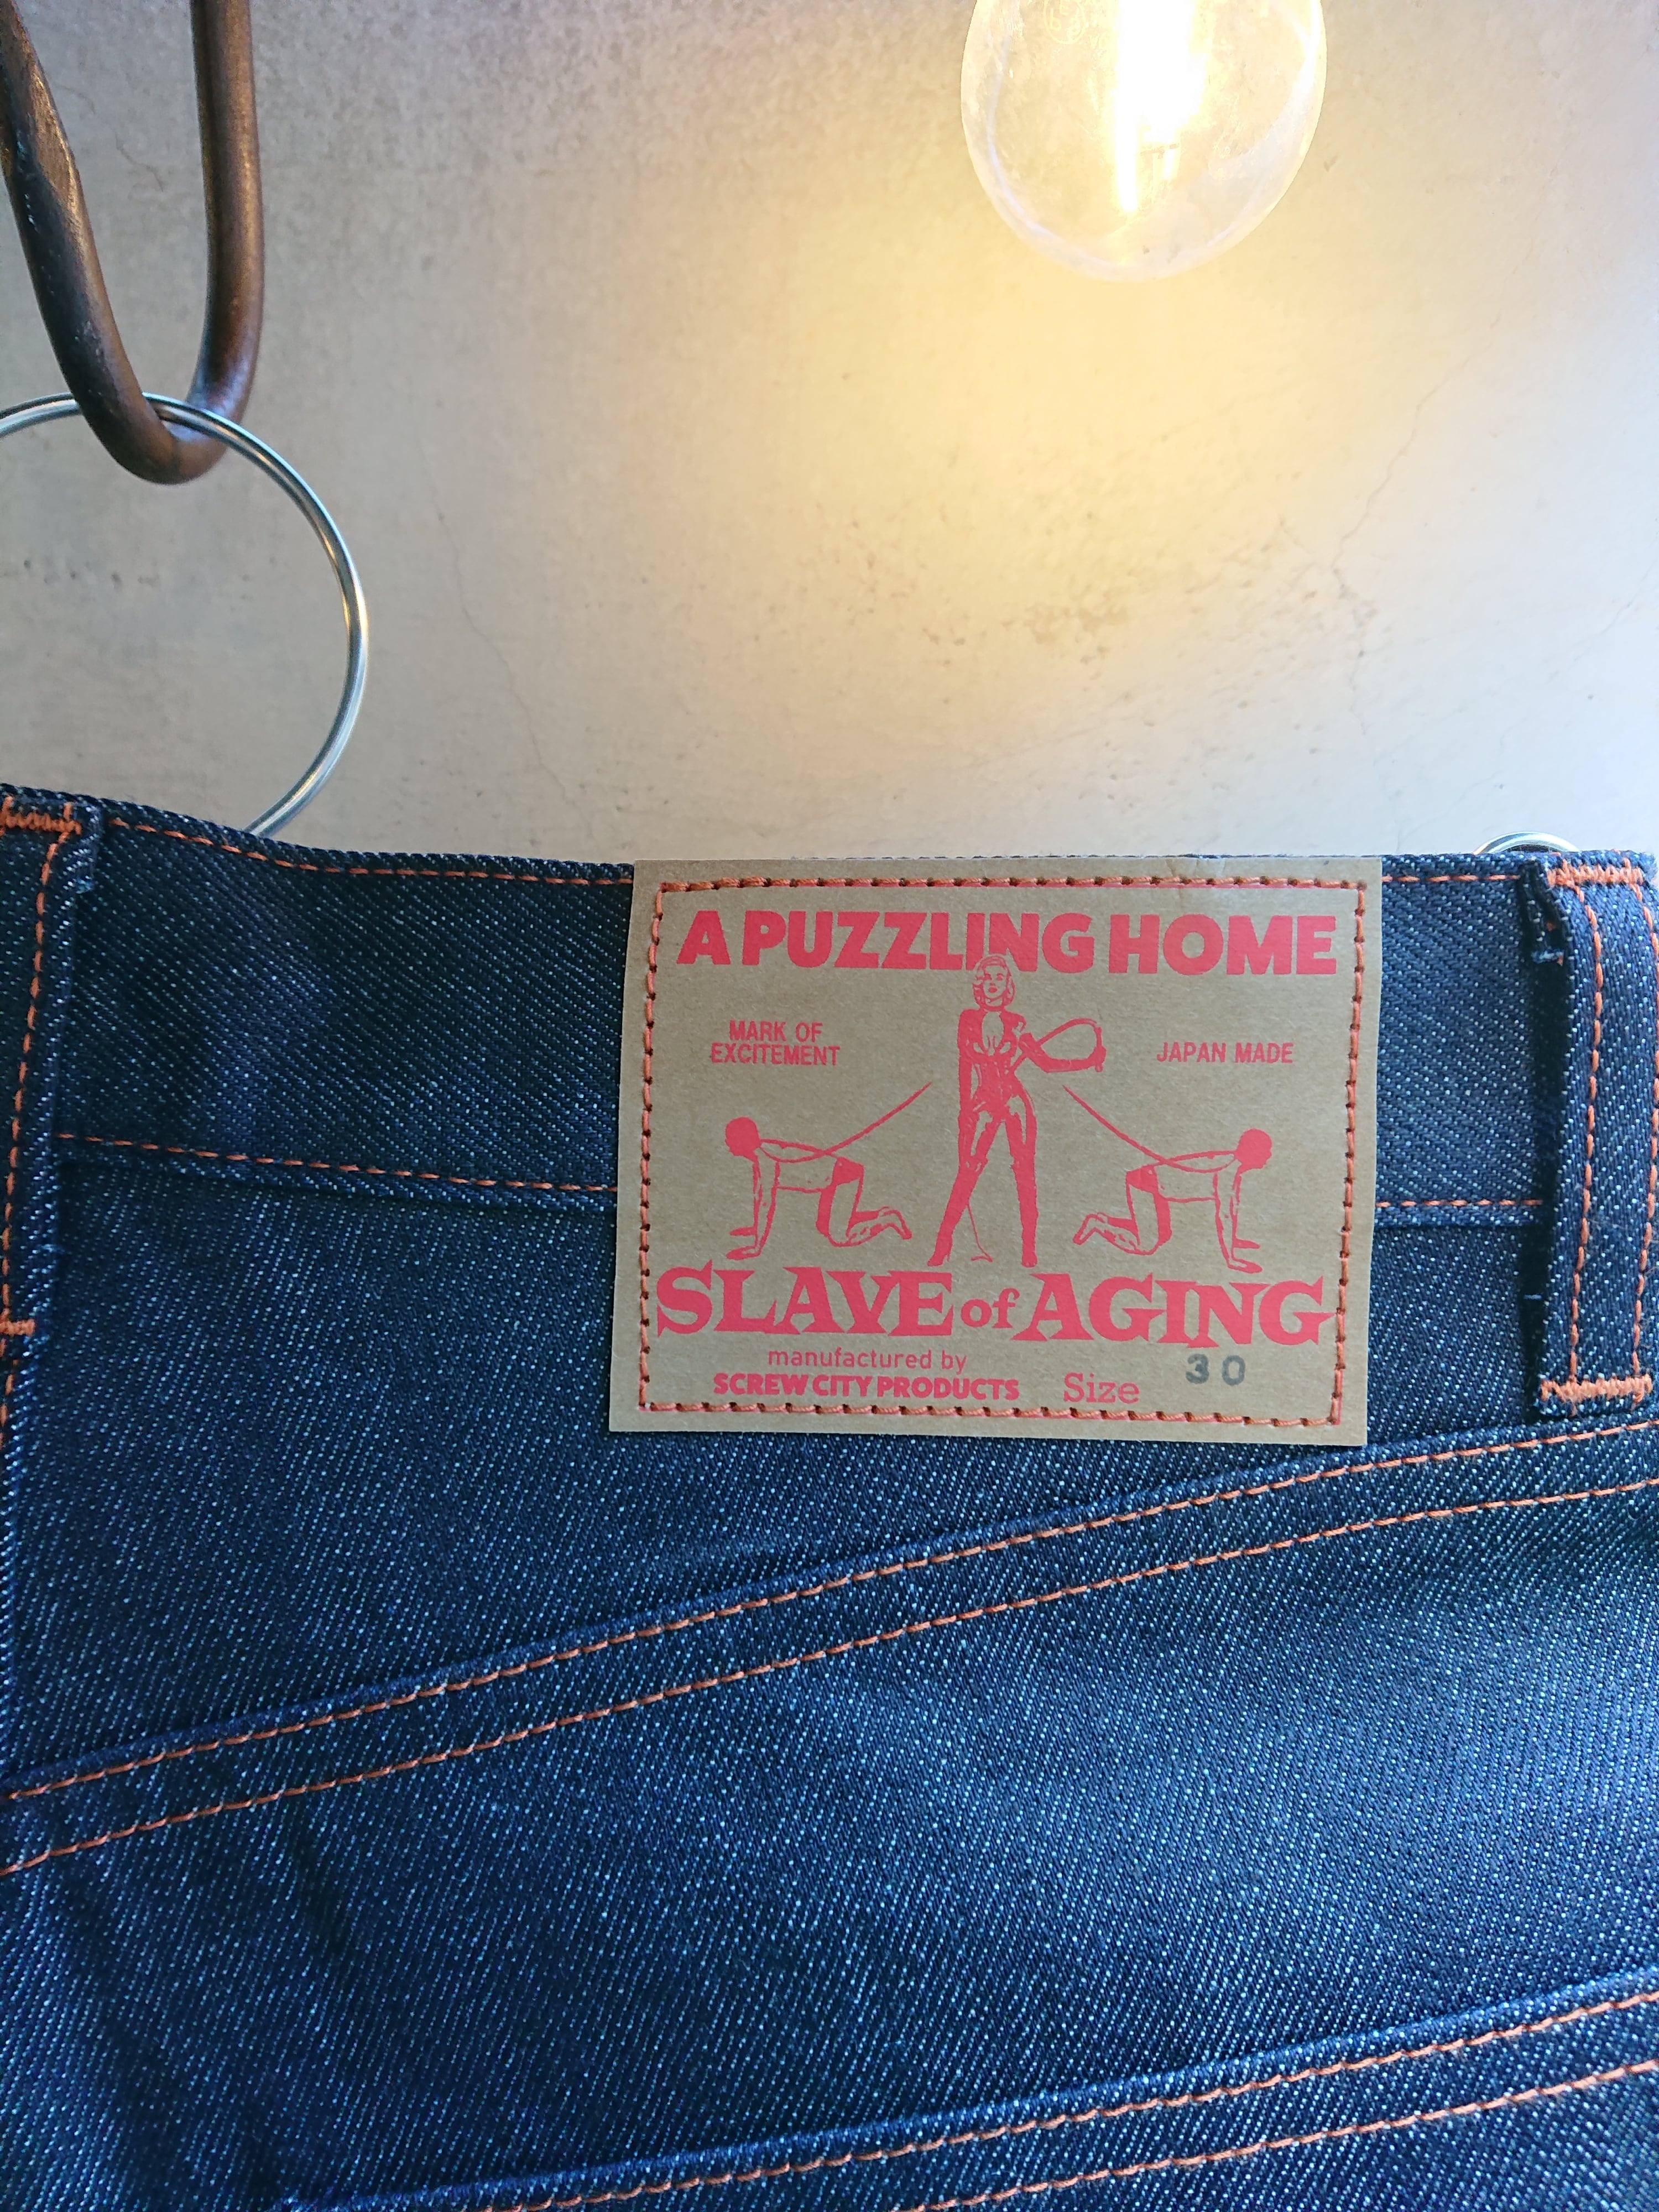 A PUZZLING HOME
MARK OF
EXCITEMENT
JAPAN MADE
SLAVE of AGING
manufactured by
SCREW CITY PRODUCTS
Size 30